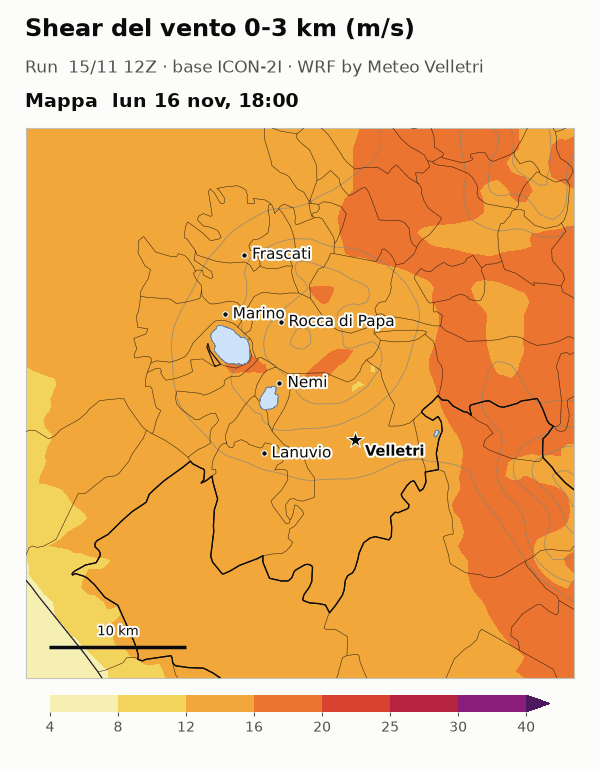 Shear del vento 0-3 km (m/s)
Run  15/11 12Z · base ICON-2I · WRF by Meteo Velletri
Mappa  lun 16 nov, 18:00
Frascati
Marino
Rocca di Papa
Nemi
Velletri
Lanuvio
10 km
4 8 12 16 20 25 30 40